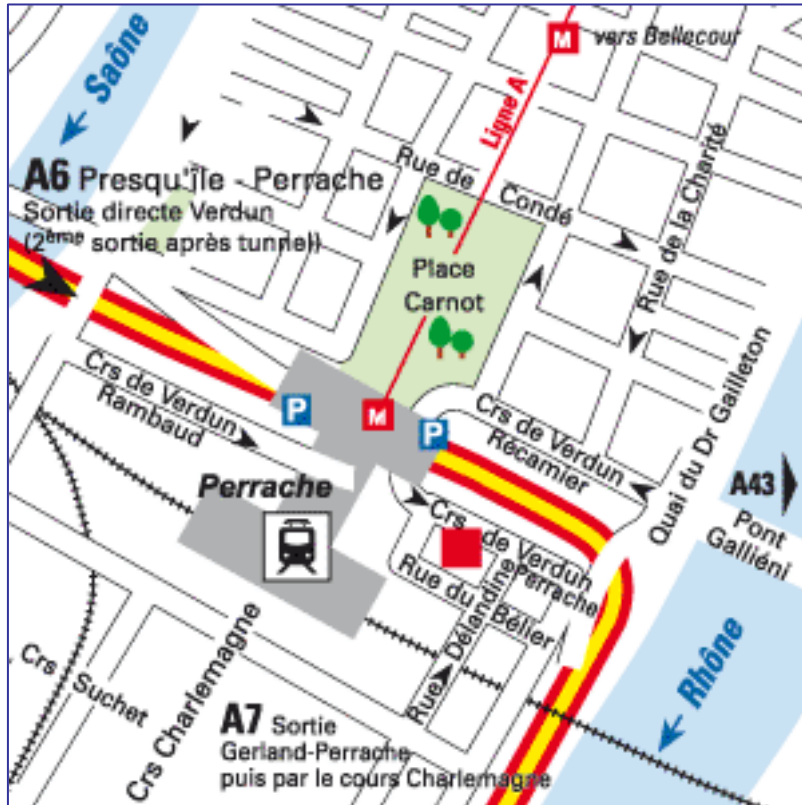 M vers Bellecour
Saône
Ligne A
Rue de Condé
Rue de la Charité
A6 Presqu'île - Perrache
Sortie directe Verdun
(2ème sortie après tunnel)
Place
Carnot
Crs de Verdun
Rambaud
P
M
P
Crs de Verdun
Récamier
Quai du Dr Gailleton
A43
Pont
Galliéni
Perrache
Crs de Verdun
Perrache
Rue du Bélier
Rue Délandine
Rhône
Crs Suchet
Crs Charlemagne
A7 Sortie
Gerland-Perrache
puis par le cours Charlemagne